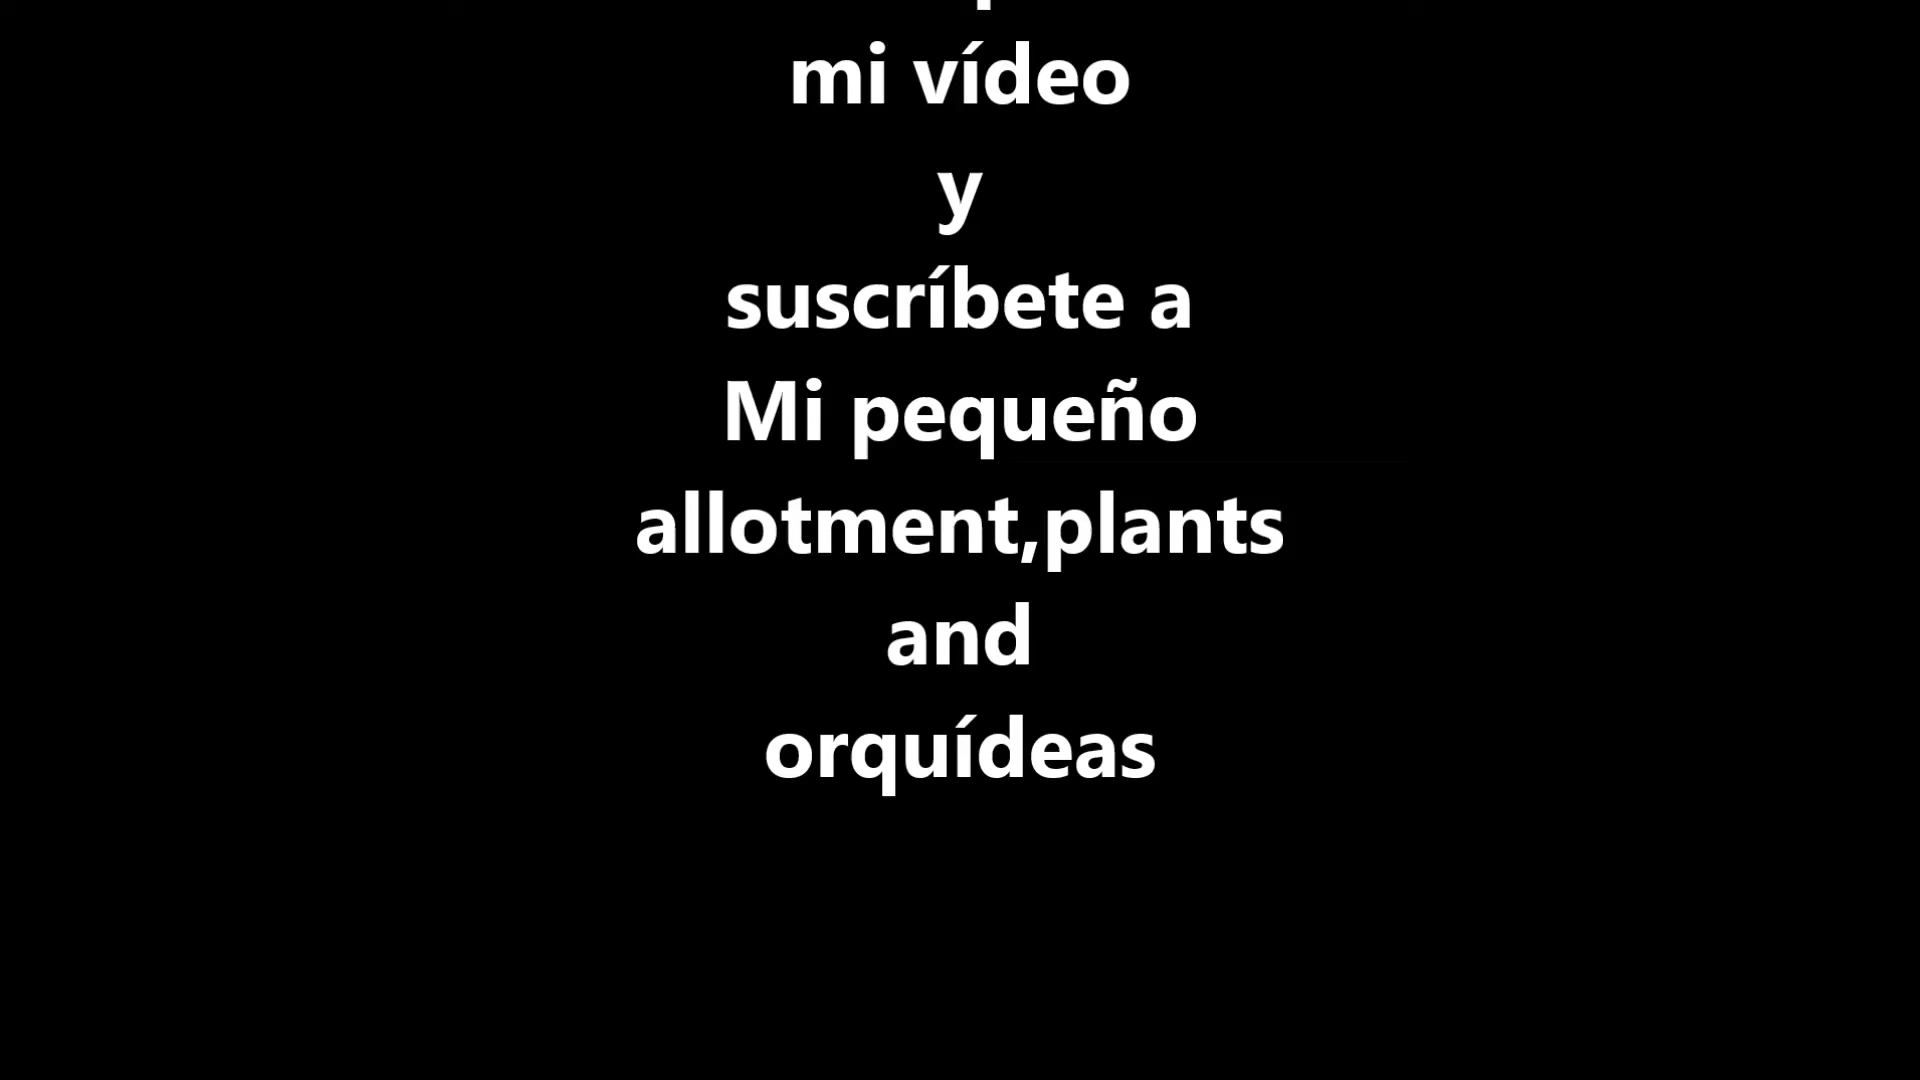 mi vídeo
y
suscríbete a
Mi pequeño
allotment,plants
and
orquídeas